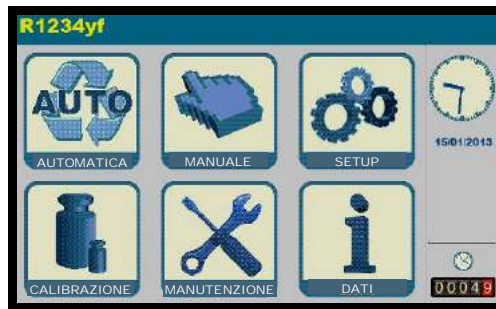 R1234yf
AUTO
AUTOMATICA
MANUALE
SETUP
15/01/2013
CALIBRAZIONE
MANUTENZIONE
DATI
00049